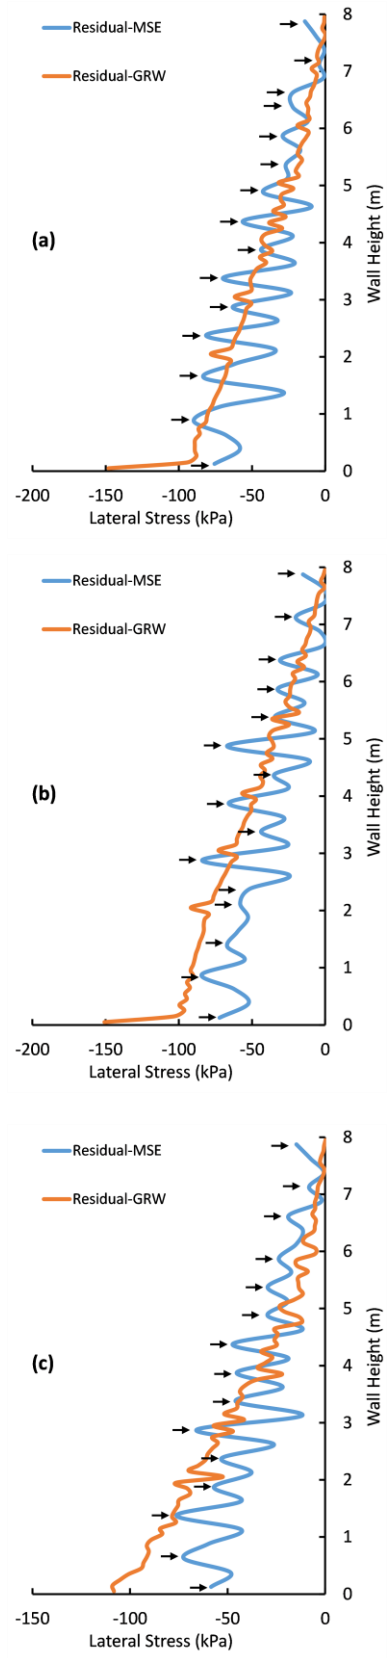 Residual-MSE
Residual-GRW
(a)
8
7
6
5
4
3
2
1
0
Wall Height (m)
-200 -150 -100 -50 0
Lateral Stress (kPa)
Residual-MSE
Residual-GRW
(b)
8
7
6
5
4
3
2
1
0
Wall Height (m)
-200 -150 -100 -50 0
Lateral Stress (kPa)
Residual-MSE
Residual-GRW
(c)
8
7
6
5
4
3
2
1
0
Wall Height (m)
-150 -100 -50 0
Lateral Stress (kPa)